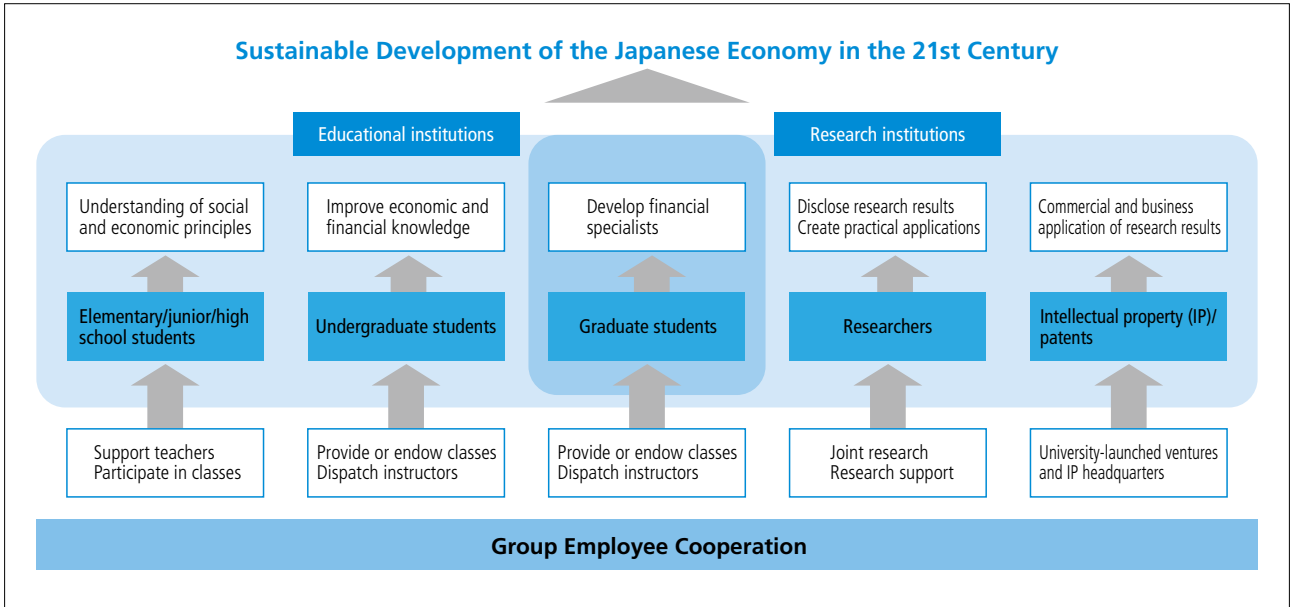 Sustainable Development of the Japanese Economy in the 21st Century
Educational institutions
Research institutions
Understanding of social
and economic principles
Improve economic and
financial knowledge
Develop financial
specialists
Disclose research results
Create practical applications
Commercial and business
application of research results
Elementary/junior/high
school students
Undergraduate students
Graduate students
Researchers
Intellectual property (IP)/
patents
Support teachers
Participate in classes
Provide or endow classes
Dispatch instructors
Provide or endow classes
Dispatch instructors
Joint research
Research support
University-launched ventures
and IP headquarters
Group Employee Cooperation